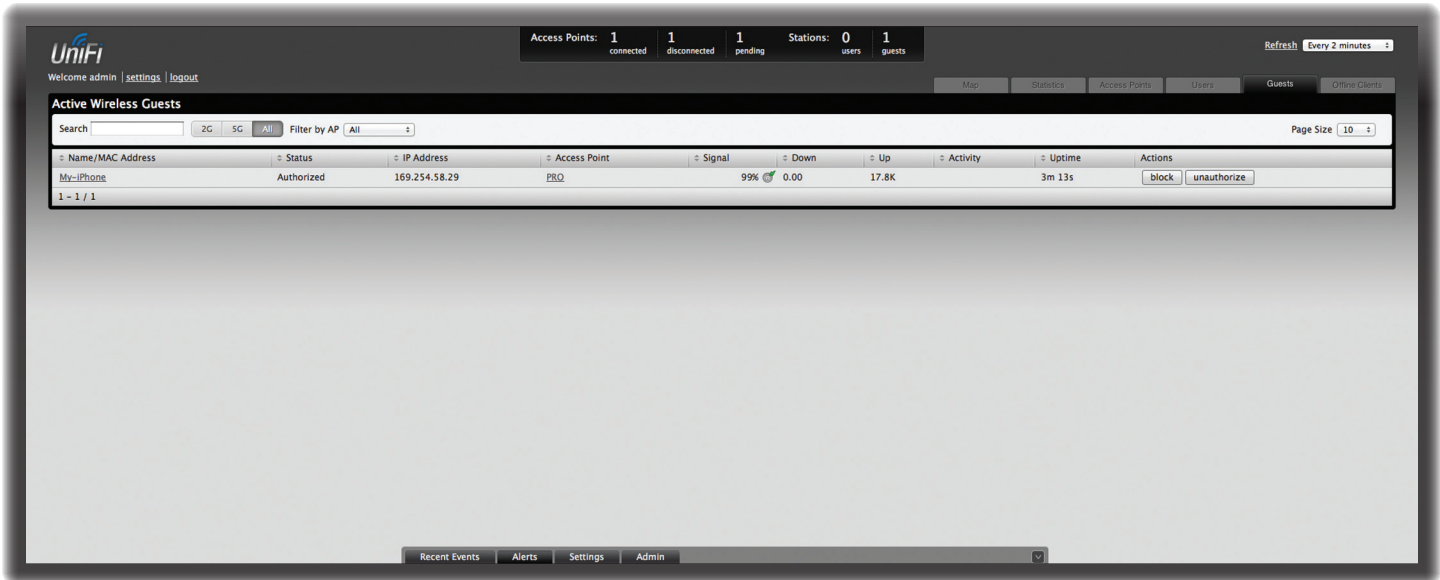 UniFi
Access Points: 1 connected 1 disconnected 1 pending Stations: 0 users 1 guests
Refresh Every 2 minutes
Welcome admin | settings | logout
Map Statistics Access Points Users Guests Offline Clients
Active Wireless Guests
Search 2G 5G All Filter by AP All Page Size 10
Name/MAC Address Status IP Address Access Point Signal Down Up Activity Uptime Actions
My-iPhone Authorized 169.254.58.29 PRO 99% 0.00 17.8K 3m 13s block unauthorize
1 - 1 / 1
Recent Events Alerts Settings Admin